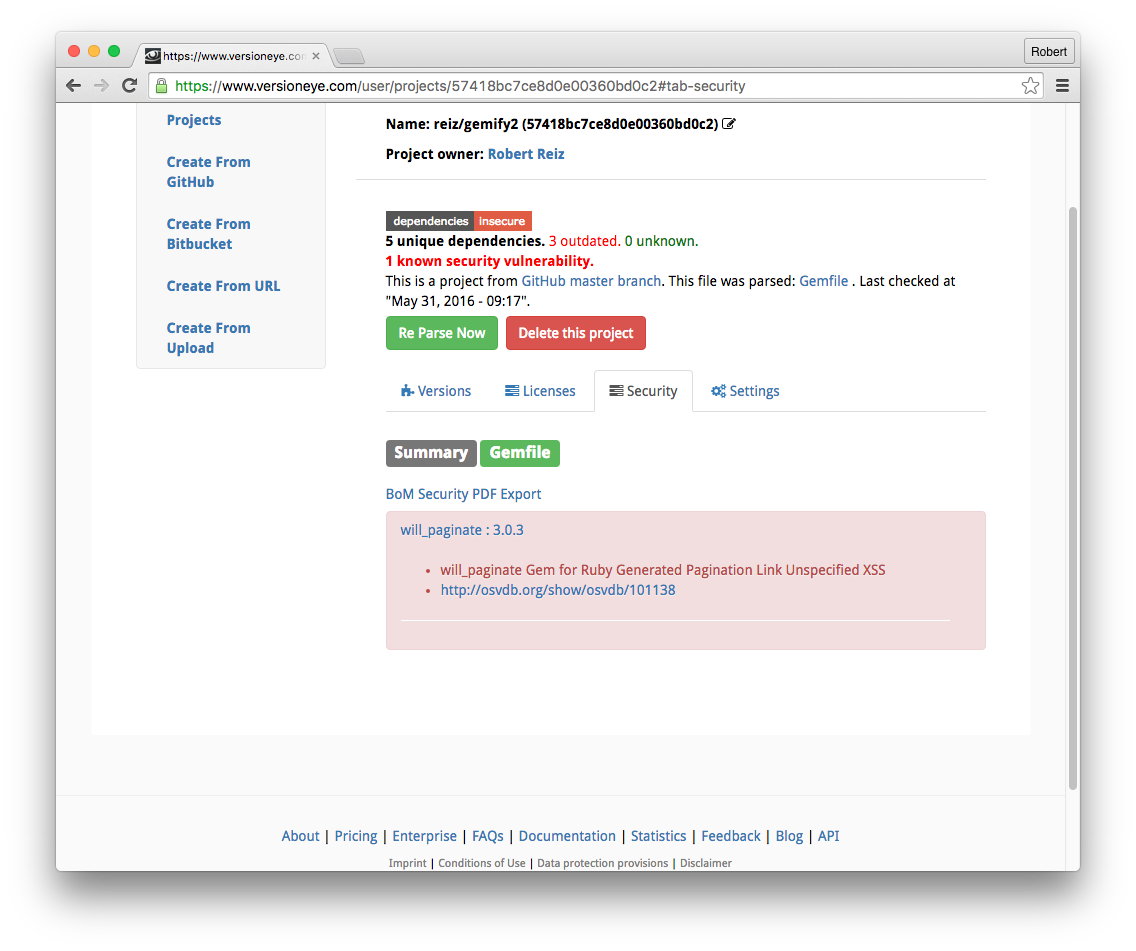 https://www.versioneye.com
Robert
https://www.versioneye.com/user/projects/57418bc7ce8d0e00360bd0c2#tab-security
Projects
Create From
GitHub
Create From
Bitbucket
Create From URL
Create From
Upload
Name: reiz/gemify2 (57418bc7ce8d0e00360bd0c2)
Project owner: Robert Reiz
dependencies insecure
5 unique dependencies. 3 outdated. 0 unknown.
1 known security vulnerability.
This is a project from GitHub master branch. This file was parsed: Gemfile . Last checked at
"May 31, 2016 - 09:17".
Re Parse Now Delete this project
Versions Licenses Security Settings
Summary Gemfile
BoM Security PDF Export
will_paginate : 3.0.3
• will_paginate Gem for Ruby Generated Pagination Link Unspecified XSS
• http://osvdb.org/show/osvdb/101138
About | Pricing | Enterprise | FAQs | Documentation | Statistics | Feedback | Blog | API
Imprint | Conditions of Use | Data protection provisions | Disclaimer